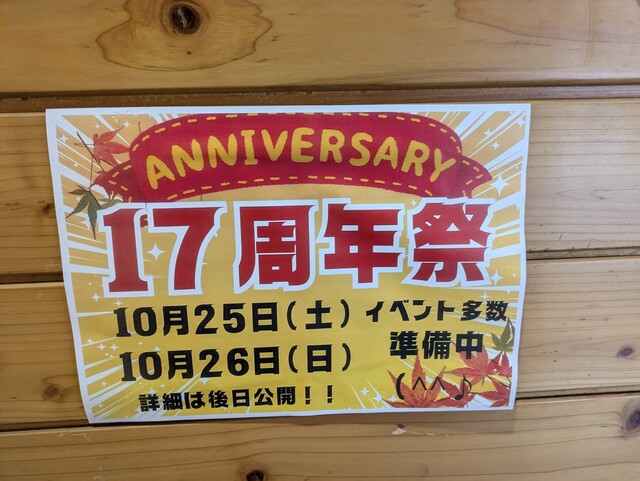 ANNIVERSARY
17周年祭
10月25日(土)
10月26日(日)
詳細は後日公開！！
イベント多数
準備中
(^^♪